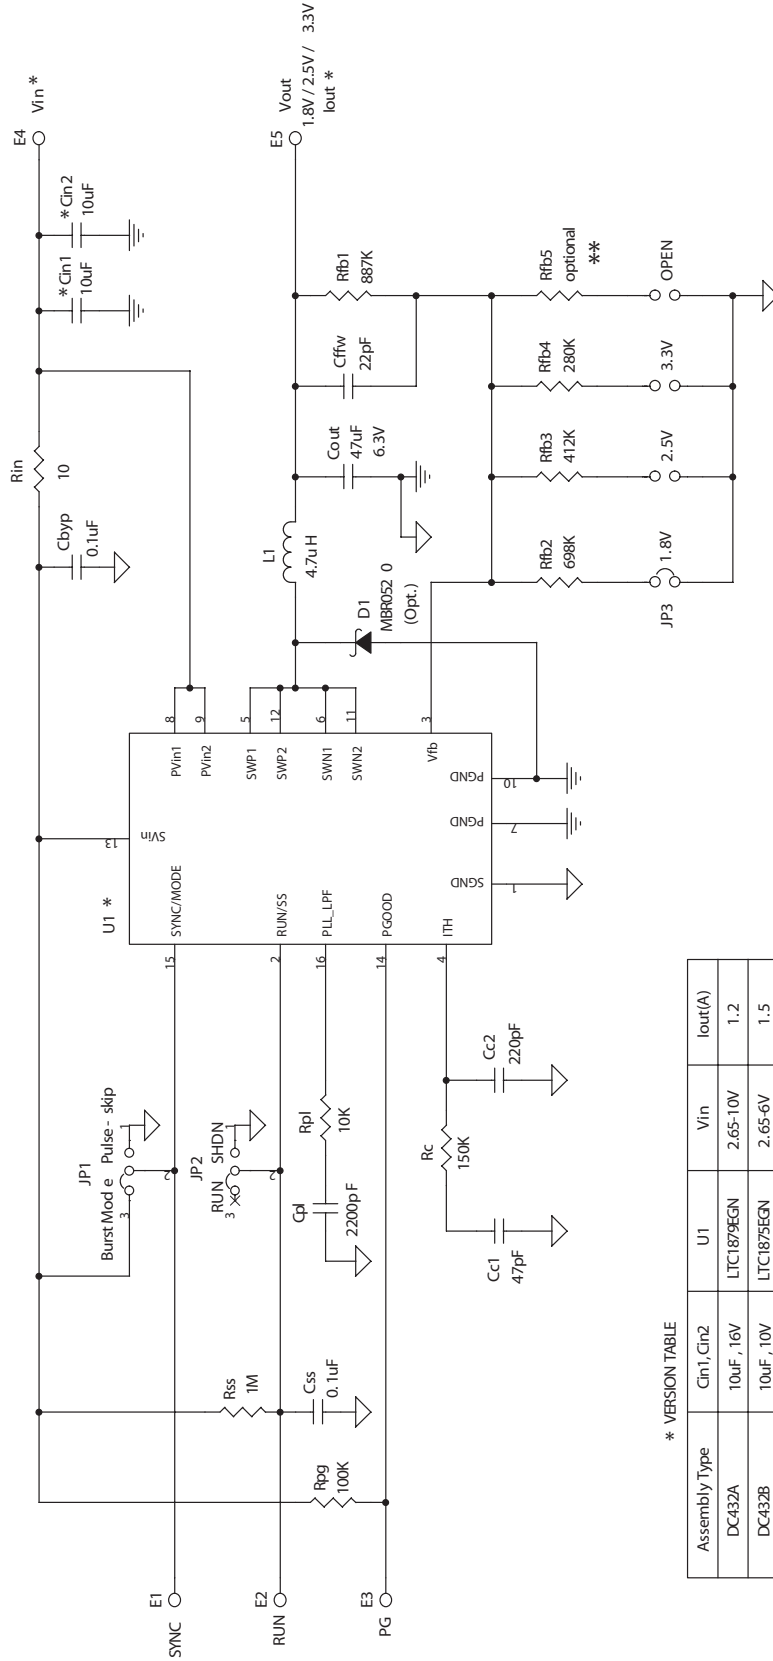 E4
Vin *
* Cin2
10uF
* Cin1
10uF
Rin
10
Cbyp
0.1uF
E5
Vout
1.8V / 2.5V / 3.3V
Iout *
L1
4.7uH
Cout
47uF
6.3V
Cffw
22pF
Rfb1
887K
D1
MBR052 0
(Opt.)
Rfb2
698K
Rfb3
412K
Rfb4
280K
Rfb5
optional
**
JP3
1.8V
2.5V
3.3V
OPEN
U1 *
13
SVin
15
SYNC/MODE
2
RUN/SS
16
PLL_LPF
14
PGOOD
4
ITH
8
PVin1
9
PVin2
5
SWP1
12
SWP2
6
SWN1
11
SWN2
3
Vfb
SGND
1
PGND
7
PGND
10
JP1
Burst Mod e
Pulse - skip
3
2
1
JP2
RUN
SHDN
3
2
1
Cpl
2200p F
Rpl
10K
Rc
150K
Cc1
47pF
Cc2
220pF
Rss
1M
Css
0.1uF
Rpg
100K
E1
SYNC
E2
RUN
E3
PG
* VERSION TABLE
Assembly Type Cin1, Cin2 U1 Vin Iout(A)
DC432A 10uF , 16V LTC1879EGN 2.65-10V 1.2
DC432B 10uF , 10V LTC1875EGN 2.65-6V 1.5